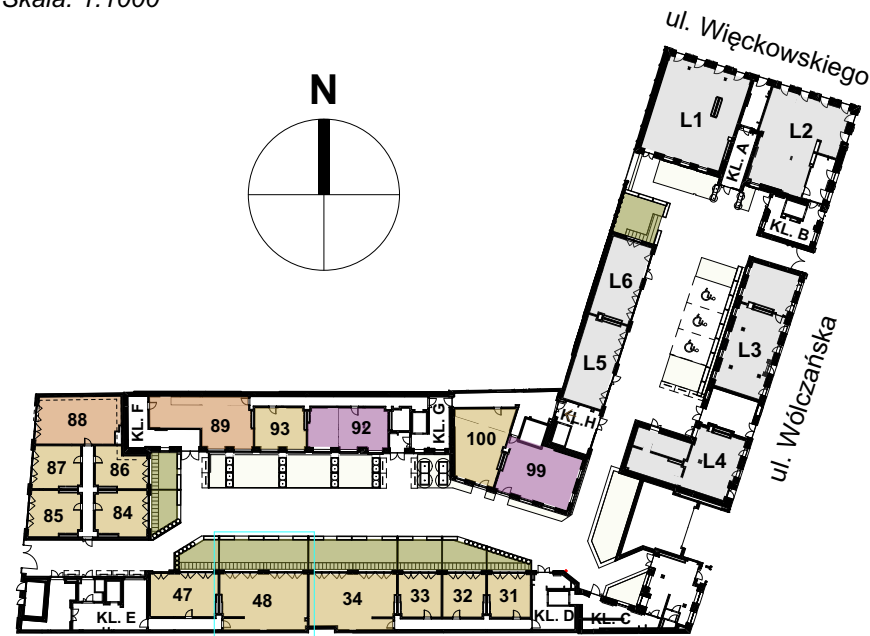 Skala: 1:1000
ul. Więckowskiego
N
L1
L2
KL. A
KL. B
L6
L3
ul. Wólczańska
L5
88
KL. F
89
93
92
KL. G
KL.H
100
99
L4
87
86
85
84
47
48
34
33
32
31
KL. E
KL. D
KL. C